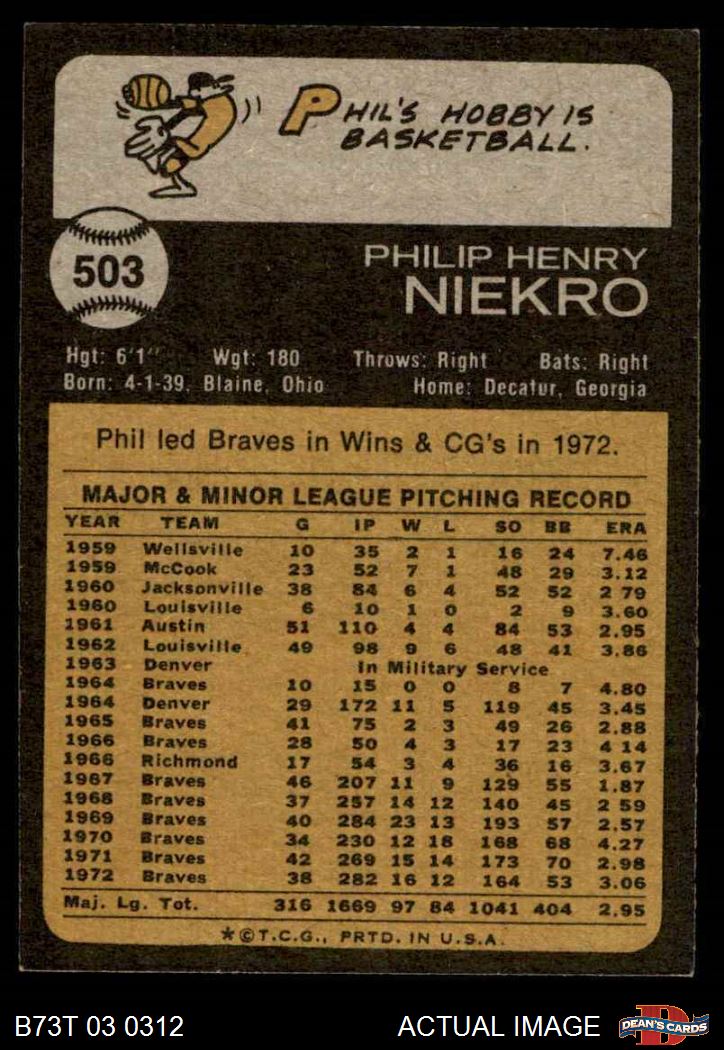 PHIL'S HOBBY IS
BASKETBALL.
503
PHILIP HENRY
NIEKRO
Hgt: 6'1" Wgt: 180 Throws: Right Bats: Right
Born: 4-1-39, Blaine, Ohio Home: Decatur, Georgia
Phil led Braves in Wins & CG's in 1972.
MAJOR & MINOR LEAGUE PITCHING RECORD
YEAR TEAM G IP W L SO BB ERA
1959 Wellsville 10 35 2 1 16 24 7.46
1959 McCook 23 52 7 1 48 29 3.12
1960 Jacksonville 38 84 6 4 52 52 2 79
1960 Louisville 6 10 1 0 2 9 3.60
1961 Austin 51 110 4 4 84 53 2.95
1962 Louisville 49 98 9 6 48 41 3.86
1963 Denver In Military Service
1964 Braves 10 15 0 0 8 7 4.80
1964 Denver 29 172 11 5 119 45 3.45
1965 Braves 41 75 2 3 49 26 2.88
1966 Braves 28 50 4 3 17 23 4 14
1966 Richmond 17 54 3 4 36 16 3.67
1967 Braves 46 207 11 9 129 55 1.87
1968 Braves 37 257 14 12 140 45 2 59
1969 Braves 40 284 23 13 193 57 2.57
1970 Braves 34 230 12 18 168 68 4.27
1971 Braves 42 269 15 14 173 70 2.98
1972 Braves 38 282 16 12 164 53 3.06
Maj. Lg. Tot. 316 1669 97 84 1041 404 2.95
★©T.C.G., PRTD. IN U.S.A.
B73T 03 0312 ACTUAL IMAGE D DEAN'S CARDS